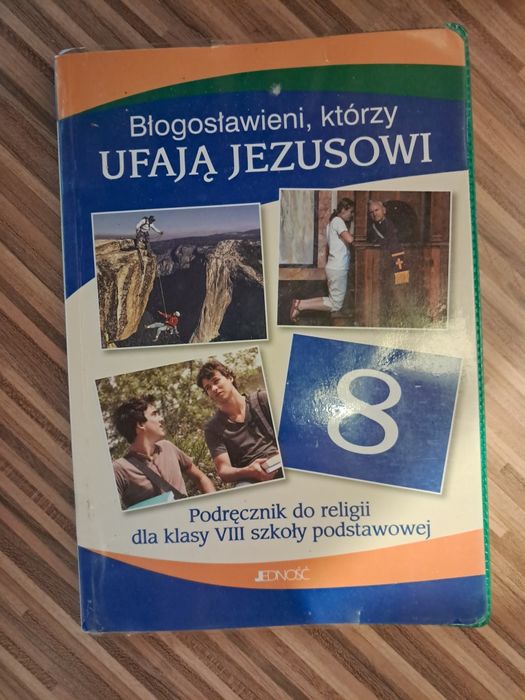 Błogosławieni, którzy
UFAJĄ JEZUSOWI
8
Podręcznik do religii
dla klasy VIII szkoły podstawowej
JEDNOŚĆ